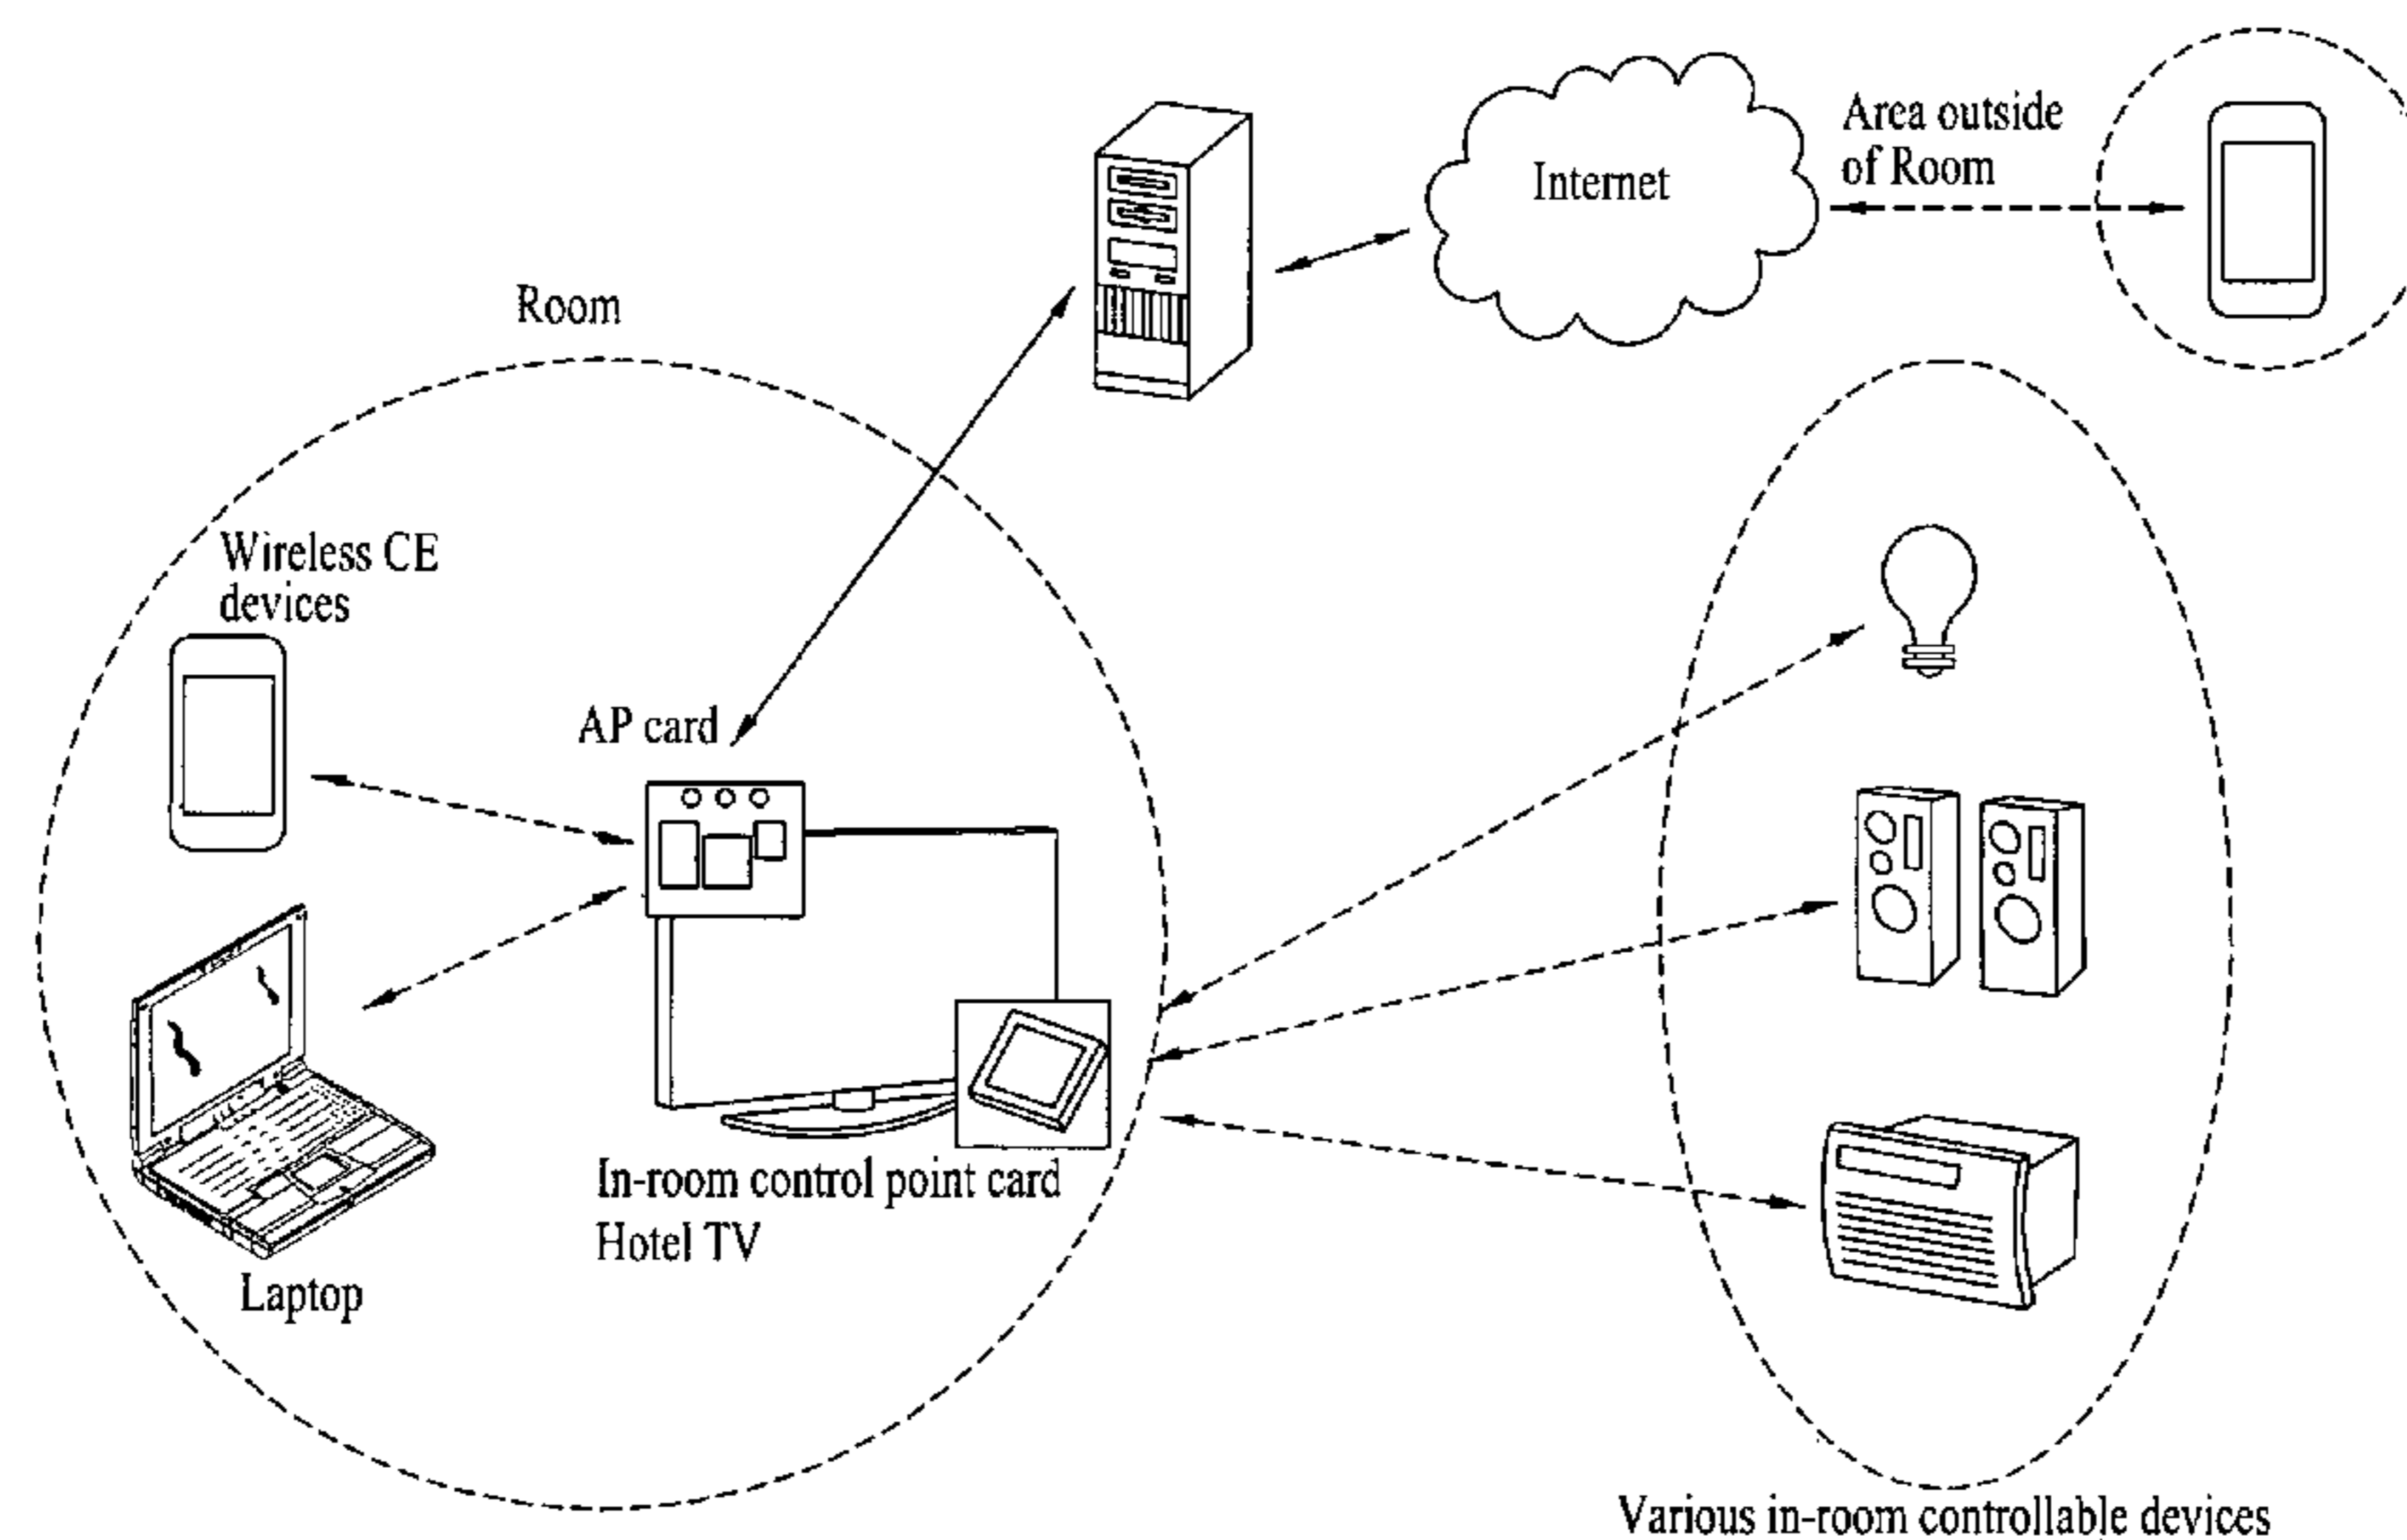 Area outside
of Room
Internet
Room
Wireless CE
devices
AP card
In-room control point card
Hotel TV
Laptop
Various in-room controllable devices